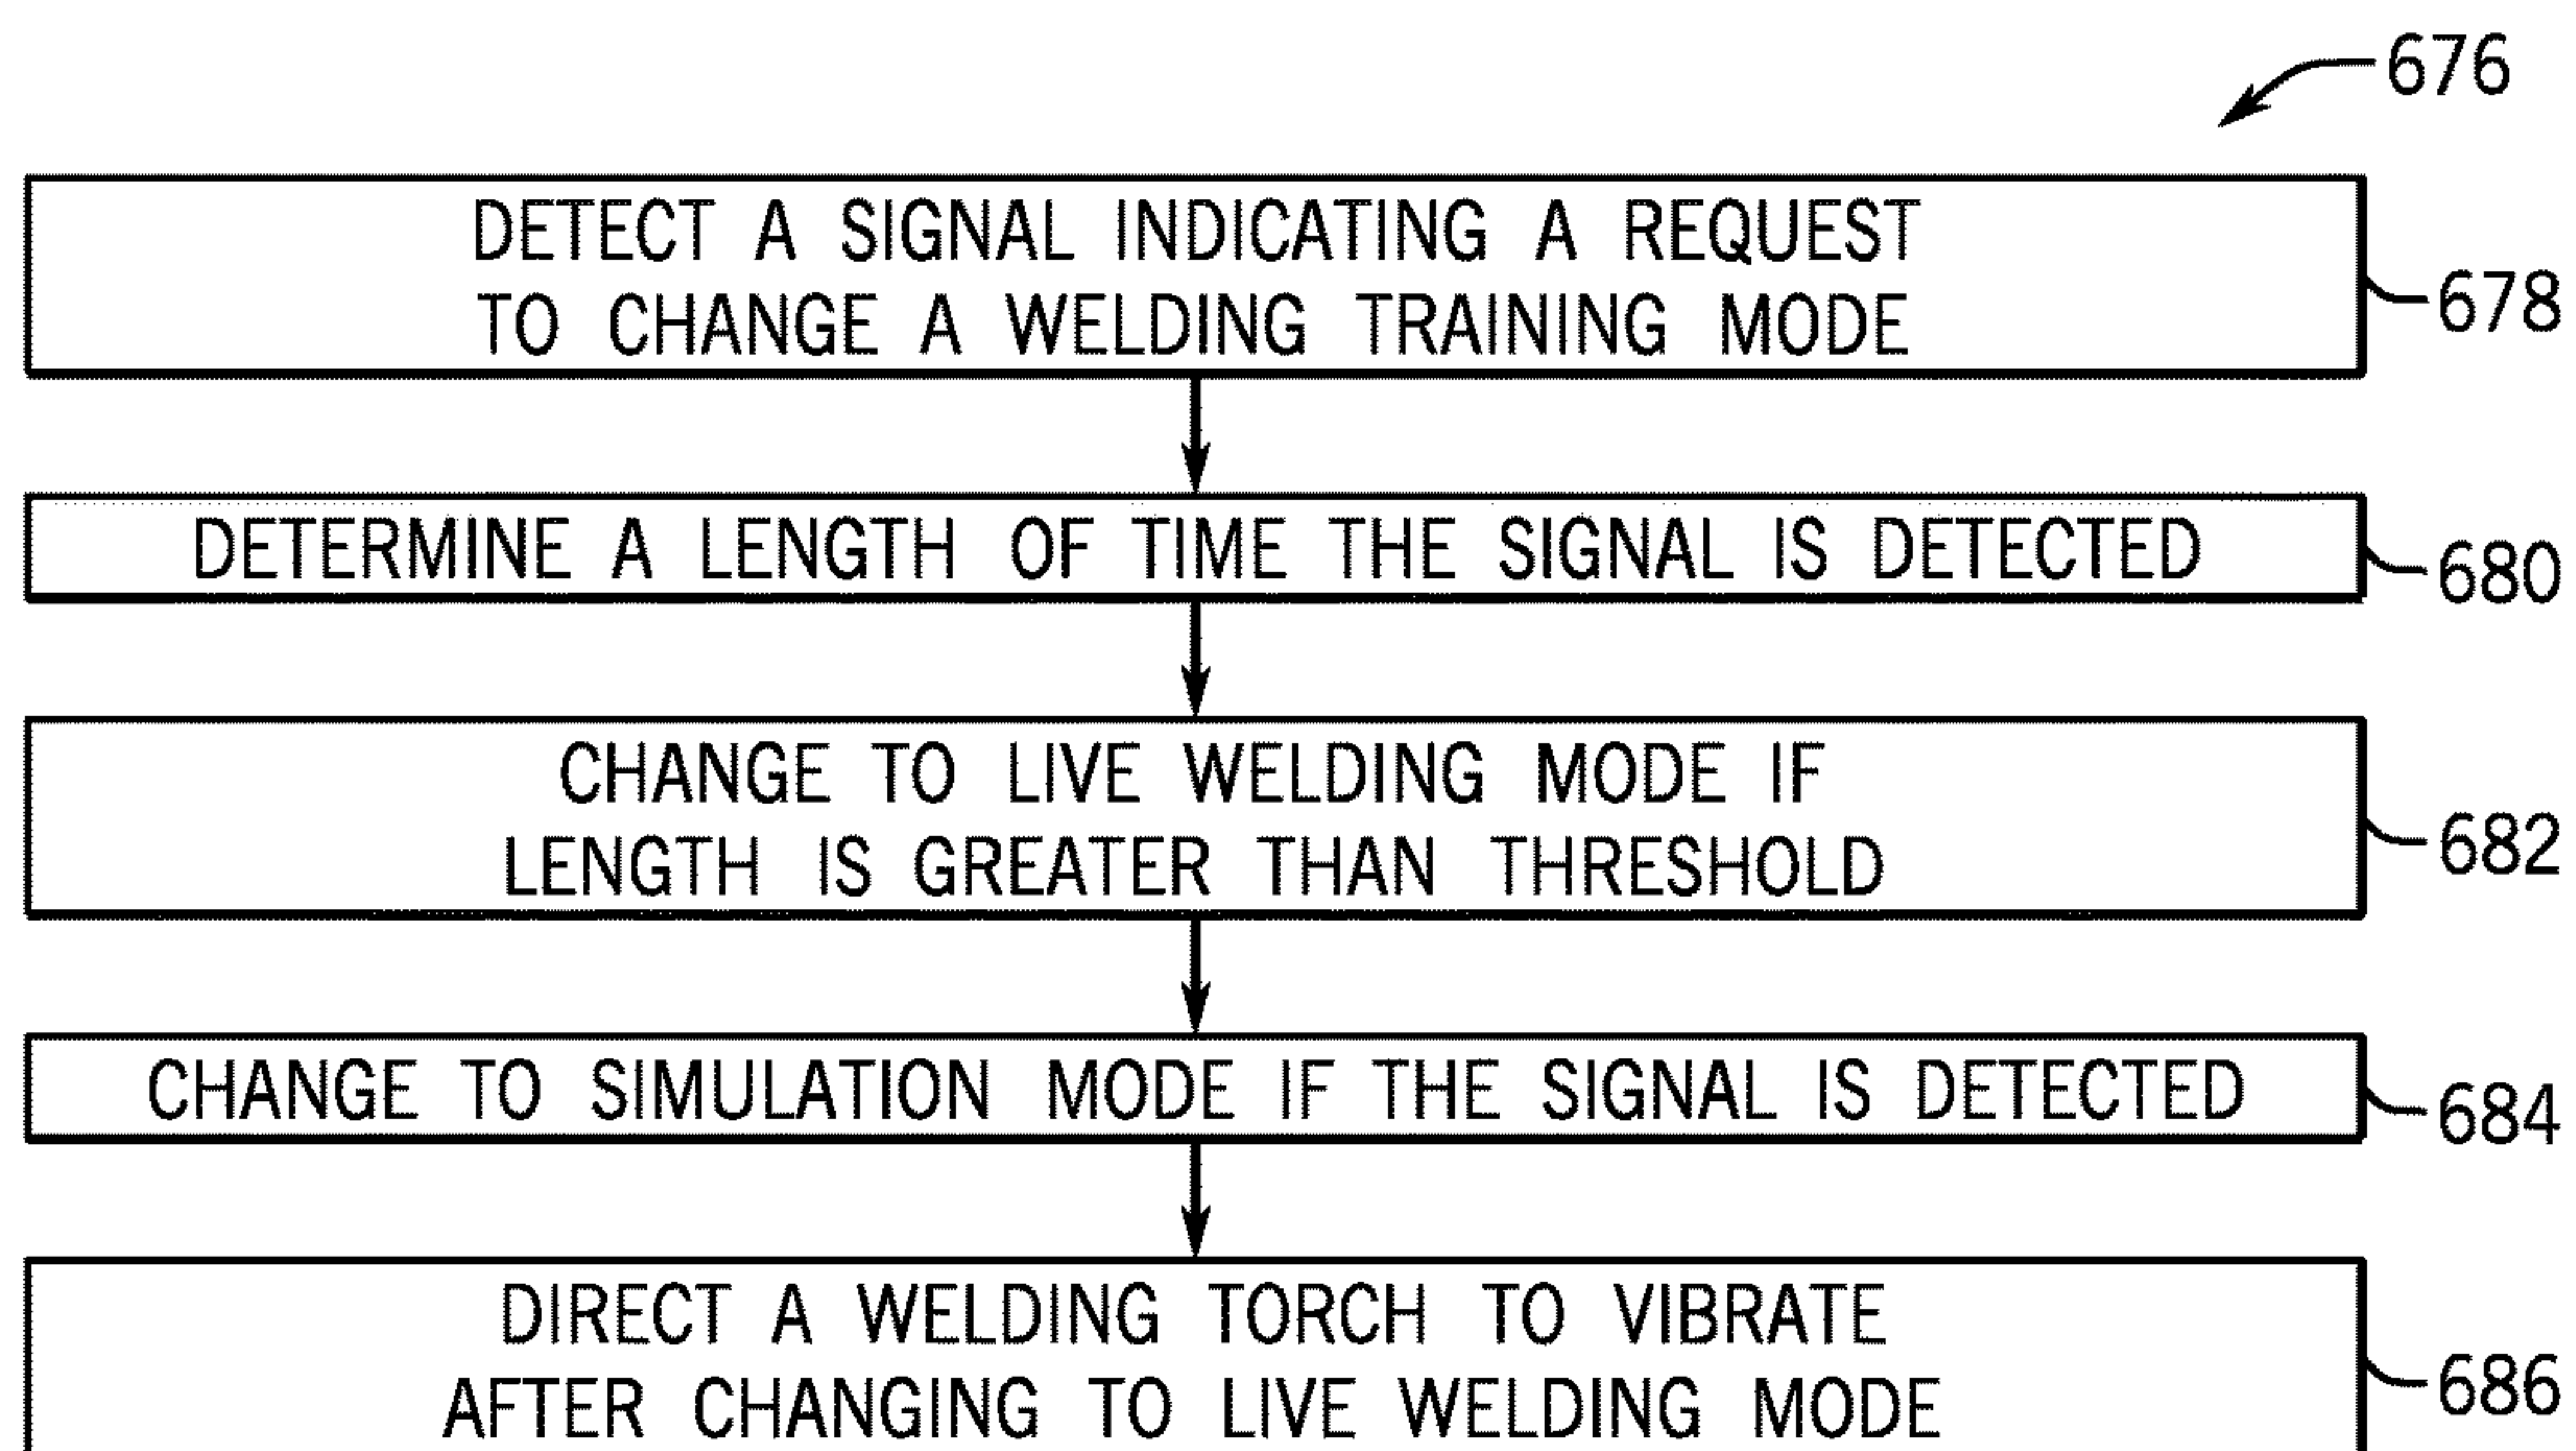 676
DETECT A SIGNAL INDICATING A REQUEST
TO CHANGE A WELDING TRAINING MODE
678
DETERMINE A LENGTH OF TIME THE SIGNAL IS DETECTED
680
CHANGE TO LIVE WELDING MODE IF
LENGTH IS GREATER THAN THRESHOLD
682
CHANGE TO SIMULATION MODE IF THE SIGNAL IS DETECTED
684
DIRECT A WELDING TORCH TO VIBRATE
AFTER CHANGING TO LIVE WELDING MODE
686